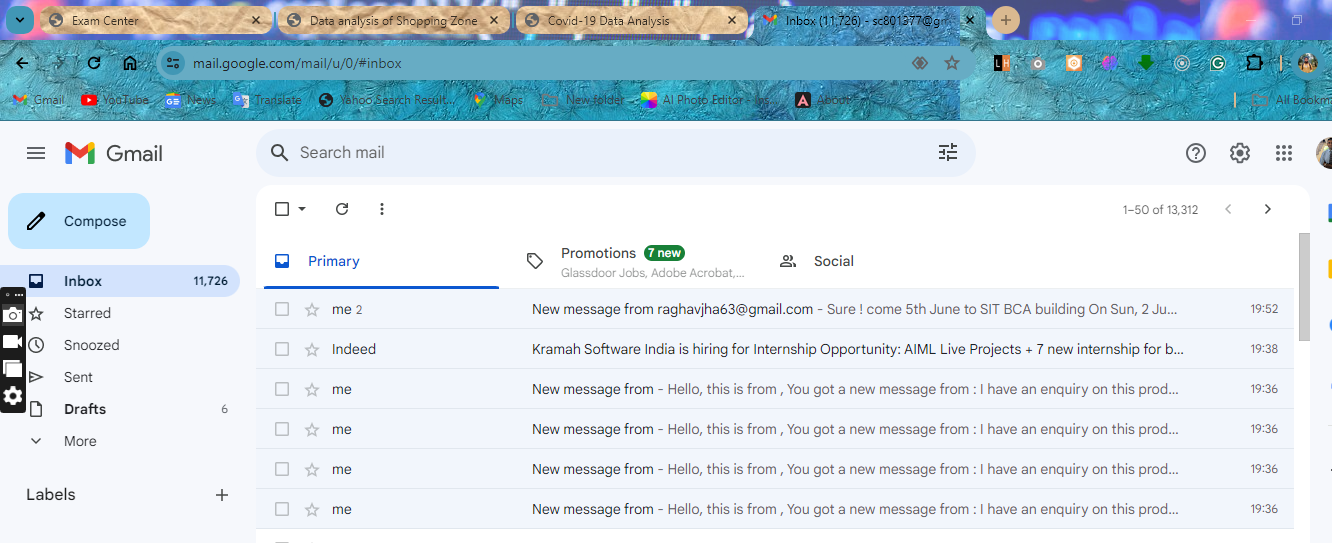 Exam Center
Data analysis of Shopping Zone
Covid-19 Data Analysis
Inbox (11,726) - sc801377@gm
mail.google.com/mail/u/0/#inbox
Gmail
YouTube
News
Translate
Yahoo Search Result...
Maps
New folder
AI Photo Editor - Ins...
About
All Bookm
Gmail
Search mail
Compose
1–50 of 13,312
Primary
Promotions 7 new
Glassdoor Jobs, Adobe Acrobat,...
Social
Inbox 11,726
Starred
Snoozed
Sent
Drafts 6
More
Labels
me 2 New message from raghavjha63@gmail.com - Sure ! come 5th June to SIT BCA building On Sun, 2 Ju... 19:52
Indeed Kramah Software India is hiring for Internship Opportunity: AIML Live Projects + 7 new internship for b... 19:38
me New message from - Hello, this is from , You got a new message from : I have an enquiry on this prod... 19:36
me New message from - Hello, this is from , You got a new message from : I have an enquiry on this prod... 19:36
me New message from - Hello, this is from , You got a new message from : I have an enquiry on this prod... 19:36
me New message from - Hello, this is from , You got a new message from : I have an enquiry on this prod... 19:36